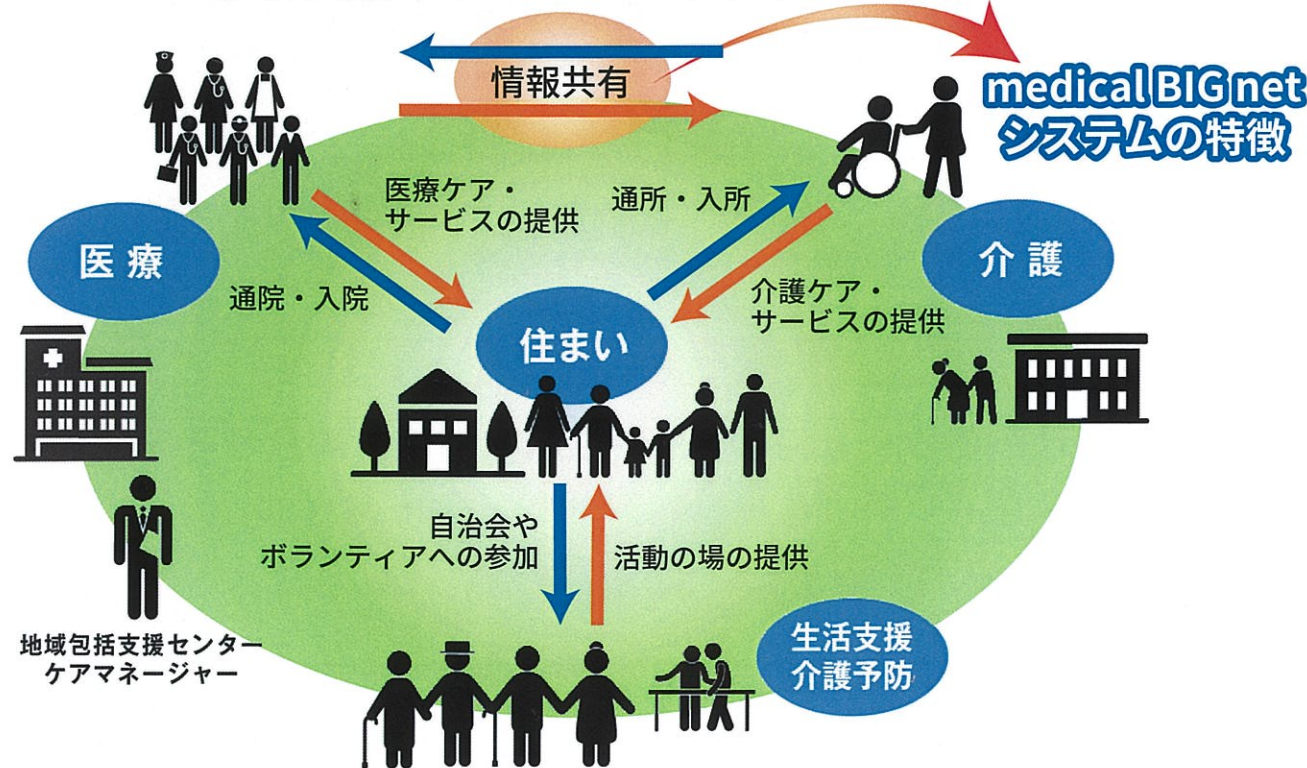 情報共有
medical BIG net
システムの特徴
医療ケア・
サービスの提供
通所・入所
医療
介護
通院・入院
介護ケア・
サービスの提供
住まい
自治会や
ボランティアへの参加
活動の場の提供
地域包括支援センター
ケアマネージャー
生活支援
介護予防